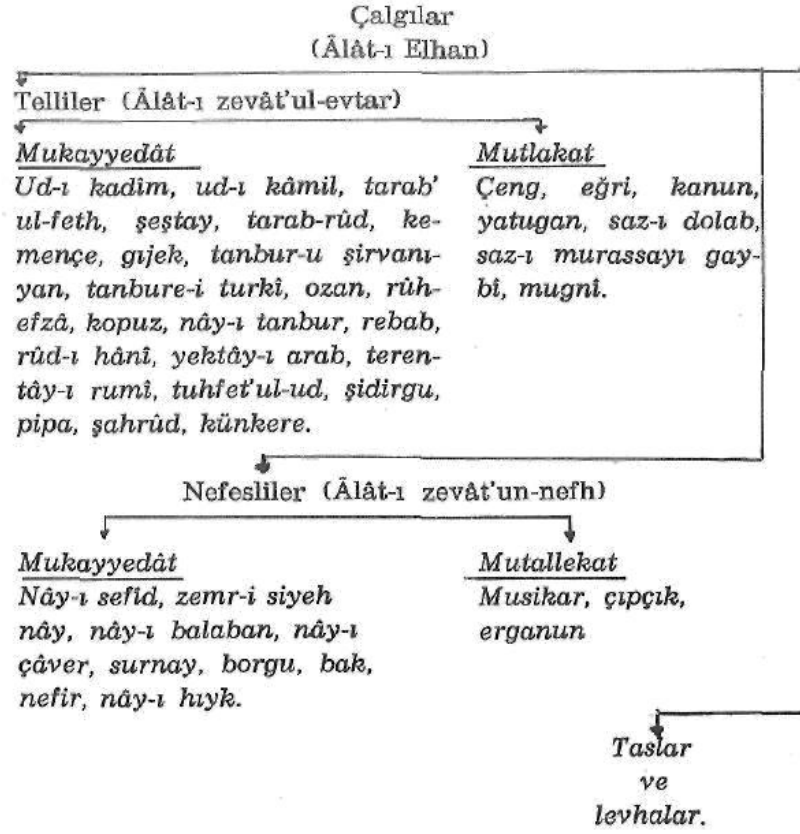 Çalgılar
(Ãlât-ı Elhan)
Telliler (Ãlât-ı zevât'ul-evtar)
Mukayyedât
Ud-ı kadîm, ud-ı kâmil, tarab'
ul-feth, şeştay, tarab-rûd, ke-
mençe, gıjek, tanbur-u şirvanı-
yan, tanbure-i turkî, ozan, rûh-
efzâ, kopuz, nây-ı tanbur, rebab,
rûd-ı hânî, yektây-ı arab, teren-
tây-ı rumî, tuhfet'ul-ud, şidirgu,
pipa, şahrûd, künkere.
Mutlakat
Çeng, eğri, kanun,
yatugan, saz-ı dolab,
saz-ı murassayı gay-
bî, mugnî.
Nefesliler (Ãlât-ı zevât'un-nefh)
Mukayyedât
Nây-ı sefîd, zemr-i siyeh
nây, nây-ı balaban, nây-ı
çâver, surnay, borgu, bak,
nefir, nây-ı hıyk.
Mutallekat
Musikar, çıpçık,
erganun
Taslar
ve
levhalar.